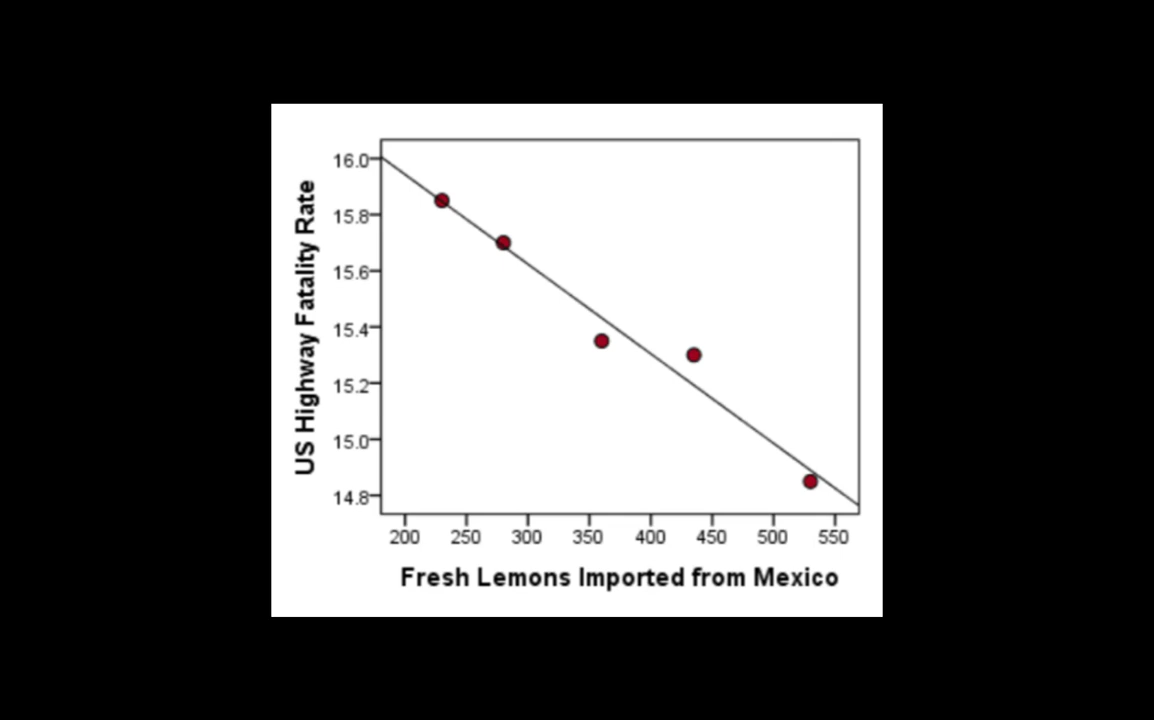 US Highway Fatality Rate
16.0
15.8
15.6
15.4
15.2
15.0
14.8
200 250 300 350 400 450 500 550
Fresh Lemons Imported from Mexico